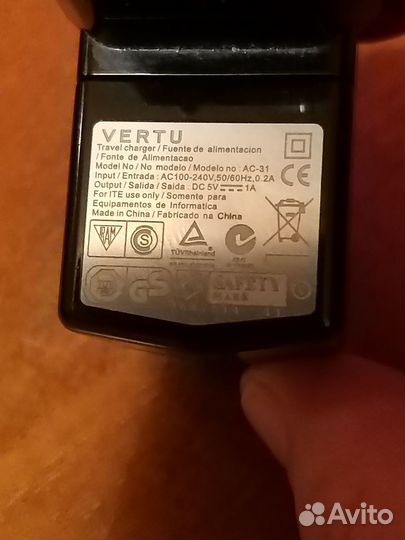 VERTU
Travel charger / Fuente de alimentacion
/ Fonte de Alimentacao
Model No / No modelo / Modelo no : AC-31
Input / Entrada : AC100-240V,50/60Hz, 0.2A
Output / Salida / Saida : DC 5V 1A
For ITE use only / Somente para
Equipamentos de Informatica
Made in China / Fabricado na China
RAM S TÜVRheinland
GS SAFETY
MARK
Avito